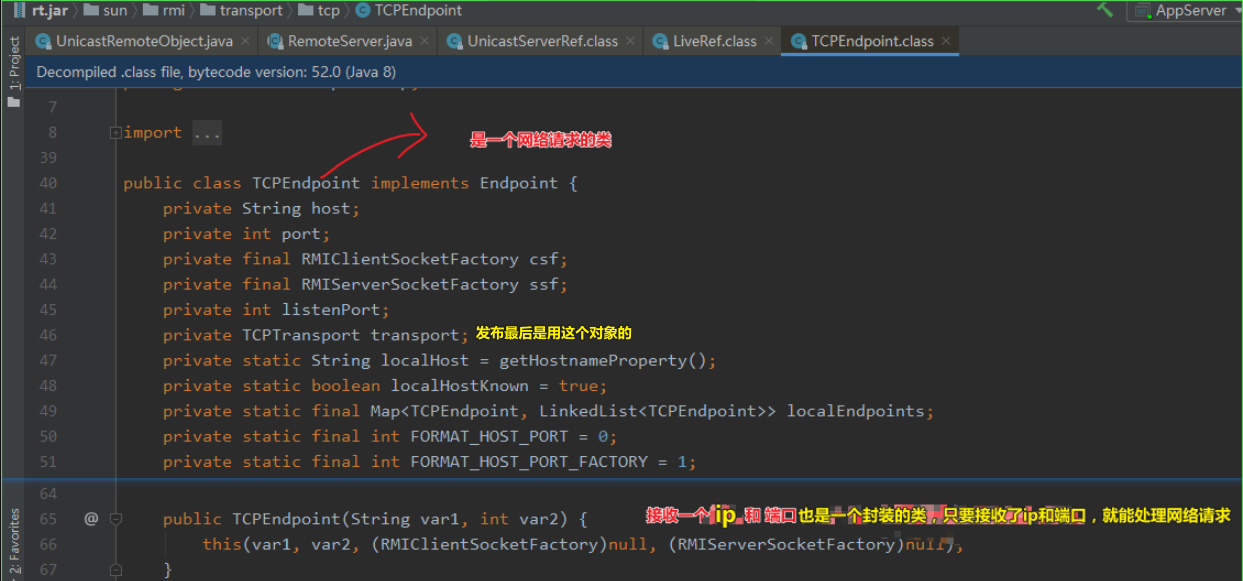 rt.jar sun rmi transport tcp TCPEndpoint AppServer
UnicastRemoteObject.java RemoteServer.java UnicastServerRef.class LiveRef.class TCPEndpoint.class
1: Project
Decompiled .class file, bytecode version: 52.0 (Java 8)
7
8 import ...
是一个网络请求的类
39
40 public class TCPEndpoint implements Endpoint {
41 private String host;
42 private int port;
43 private final RMIClientSocketFactory csf;
44 private final RMIServerSocketFactory ssf;
45 private int listenPort;
46 private TCPTransport transport; 发布最后是用这个对象的
47 private static String localHost = getHostnameProperty();
48 private static boolean localHostKnown = true;
49 private static final Map<TCPEndpoint, LinkedList<TCPEndpoint>> localEndpoints;
50 private static final int FORMAT_HOST_PORT = 0;
51 private static final int FORMAT_HOST_PORT_FACTORY = 1;
64
65 @ public TCPEndpoint(String var1, int var2) { 接收一个ip 和 端口也是一个封装的类，只要接收了ip和端口，就能处理网络请求
66 this(var1, var2, (RMIClientSocketFactory)null, (RMIServerSocketFactory)null);
67 }
2: Favorites